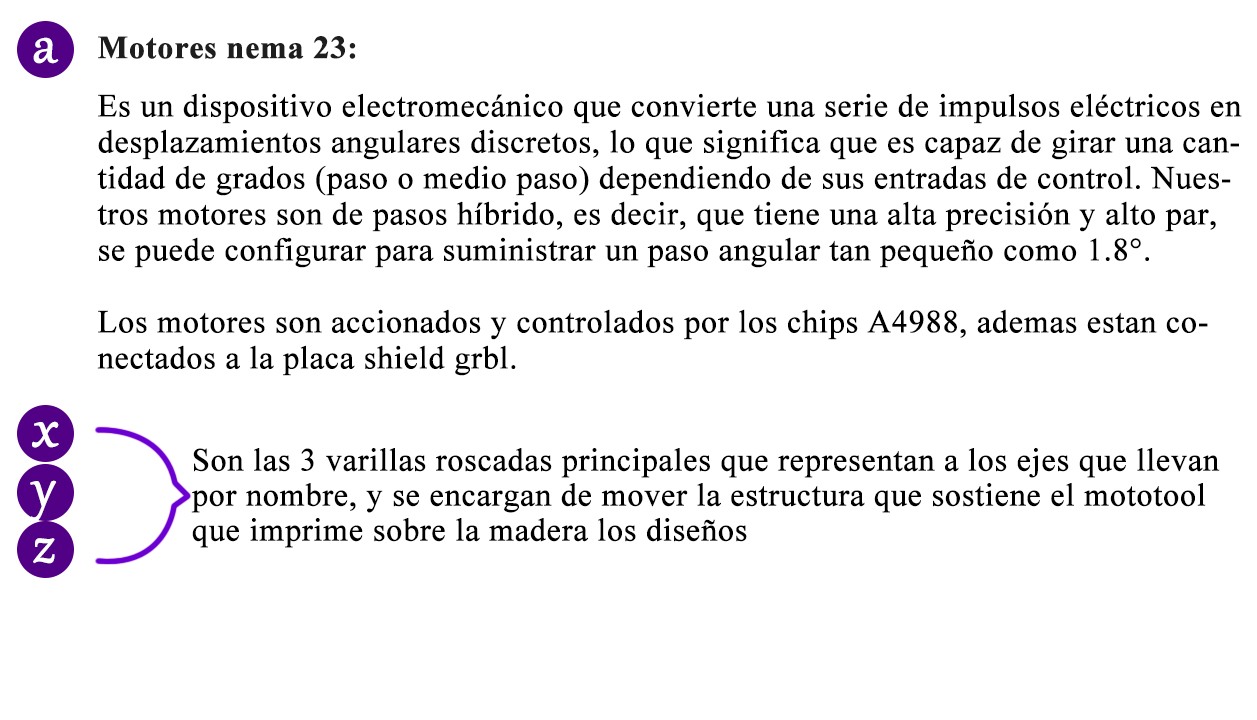 a Motores nema 23:
Es un dispositivo electromecánico que convierte una serie de impulsos eléctricos en
desplazamientos angulares discretos, lo que significa que es capaz de girar una can-
tidad de grados (paso o medio paso) dependiendo de sus entradas de control. Nues-
tros motores son de pasos híbrido, es decir, que tiene una alta precisión y alto par,
se puede configurar para suministrar un paso angular tan pequeño como 1.8°.
Los motores son accionados y controlados por los chips A4988, ademas estan co-
nectados a la placa shield grbl.
x
y
z
Son las 3 varillas roscadas principales que representan a los ejes que llevan
por nombre, y se encargan de mover la estructura que sostiene el mototool
que imprime sobre la madera los diseños